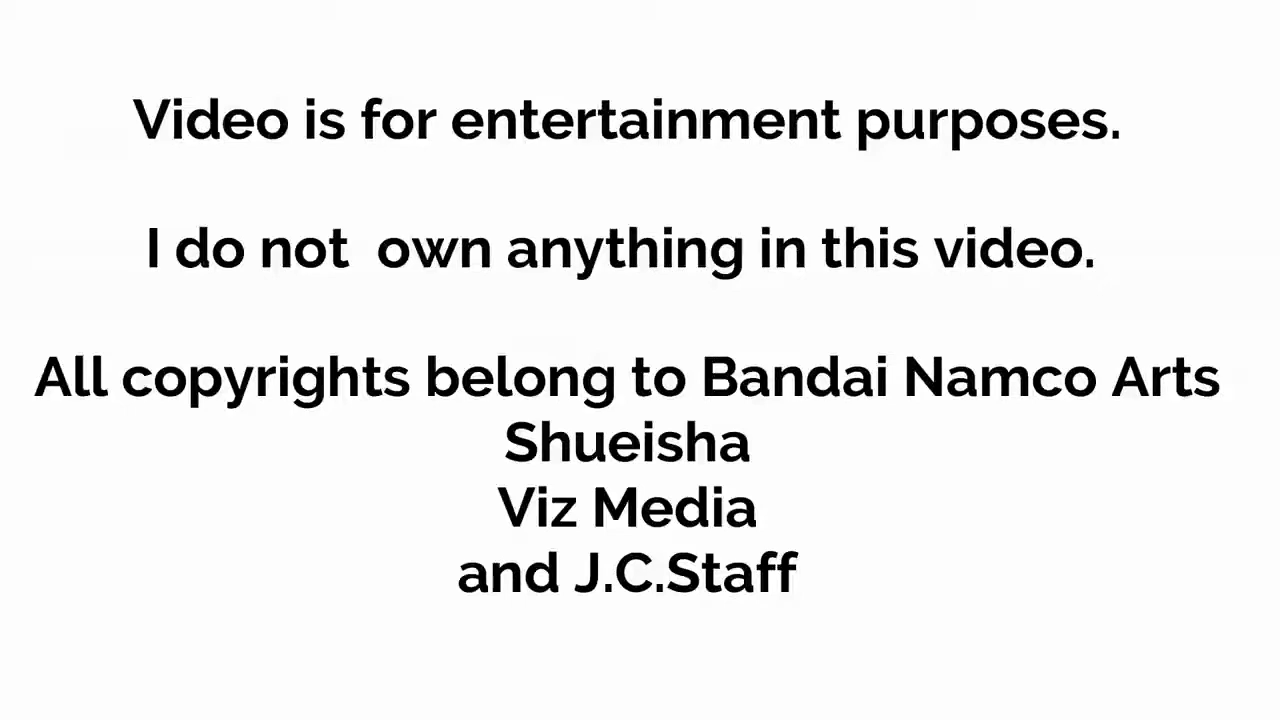 Video is for entertainment purposes.
I do not  own anything in this video.
All copyrights belong to Bandai Namco Arts
Shueisha
Viz Media
and J.C.Staff